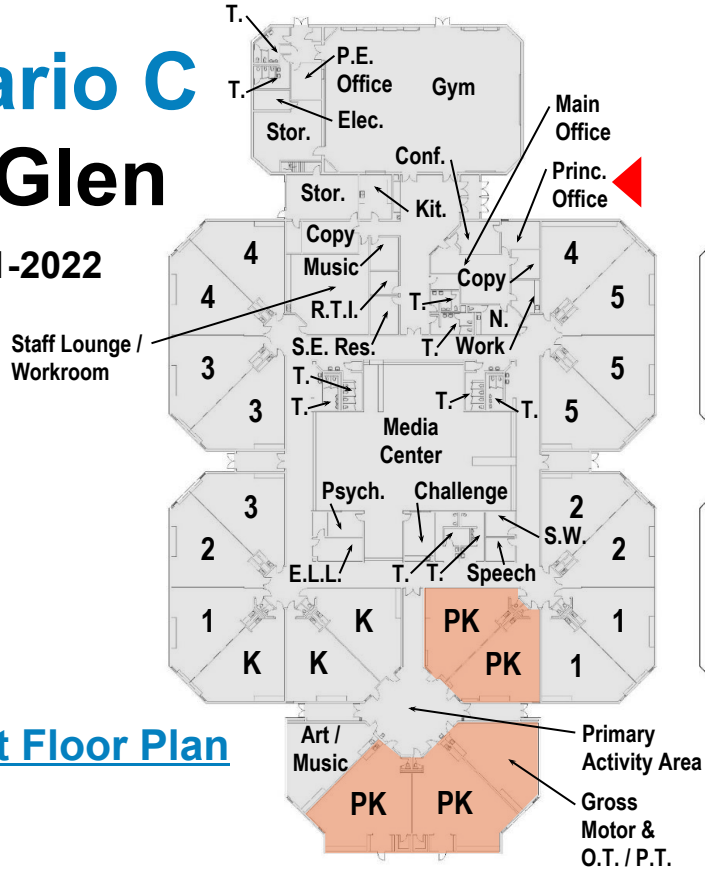 ario C
Glen
1-2022
T.
T.
P.E.
Office
Elec.
Stor.
Gym
Main
Office
Conf.
Princ.
Office
Stor.
Kit.
Copy
Music
Copy
R.T.I.
T.
N.
S.E. Res.
T.
Work
Staff Lounge /
Workroom
4
4
3
3
4
5
5
5
T.
T.
T.
T.
Media
Center
Psych.
Challenge
3
2
1
K
2
2
1
1
S.W.
E.L.L.
T.
T.
Speech
K
K
PK
PK
t Floor Plan
Art /
Music
PK
PK
Primary
Activity Area
Gross
Motor &
O.T. / P.T.